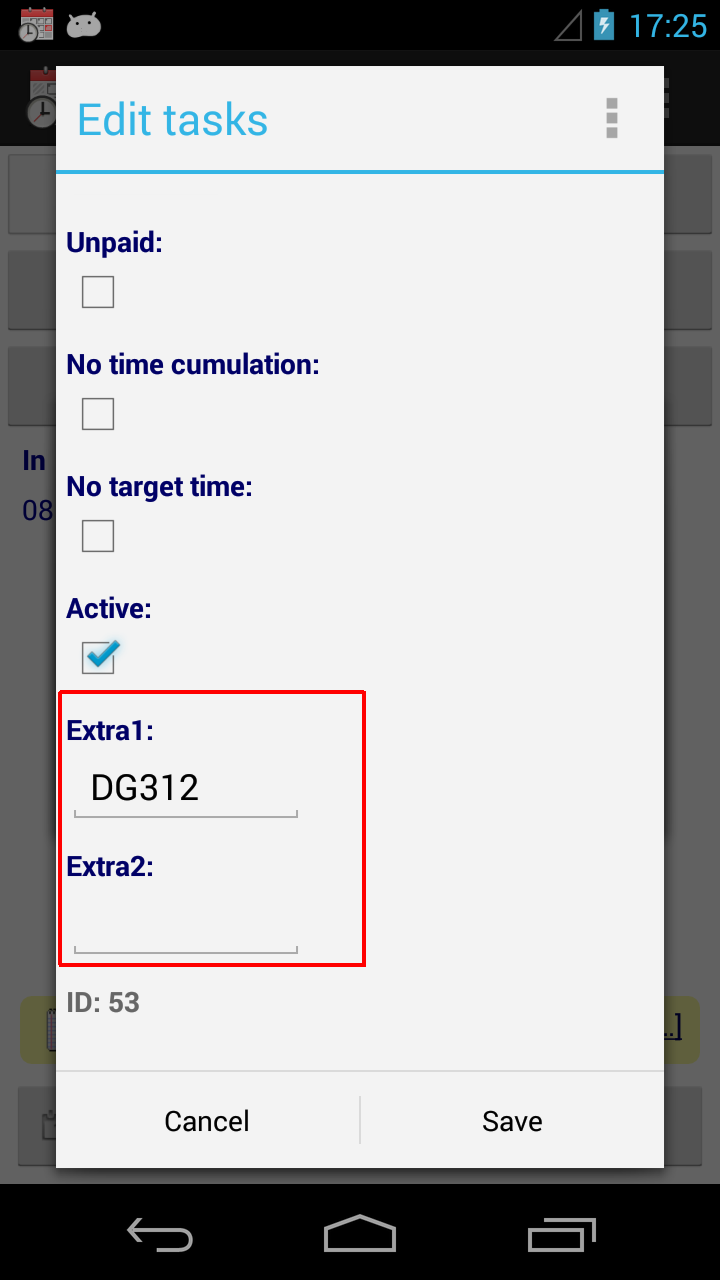 17:25
Edit tasks
Unpaid:
No time cumulation:
No target time:
In
08
Active:
Extra1:
DG312
Extra2:
ID: 53
..]
Cancel
Save